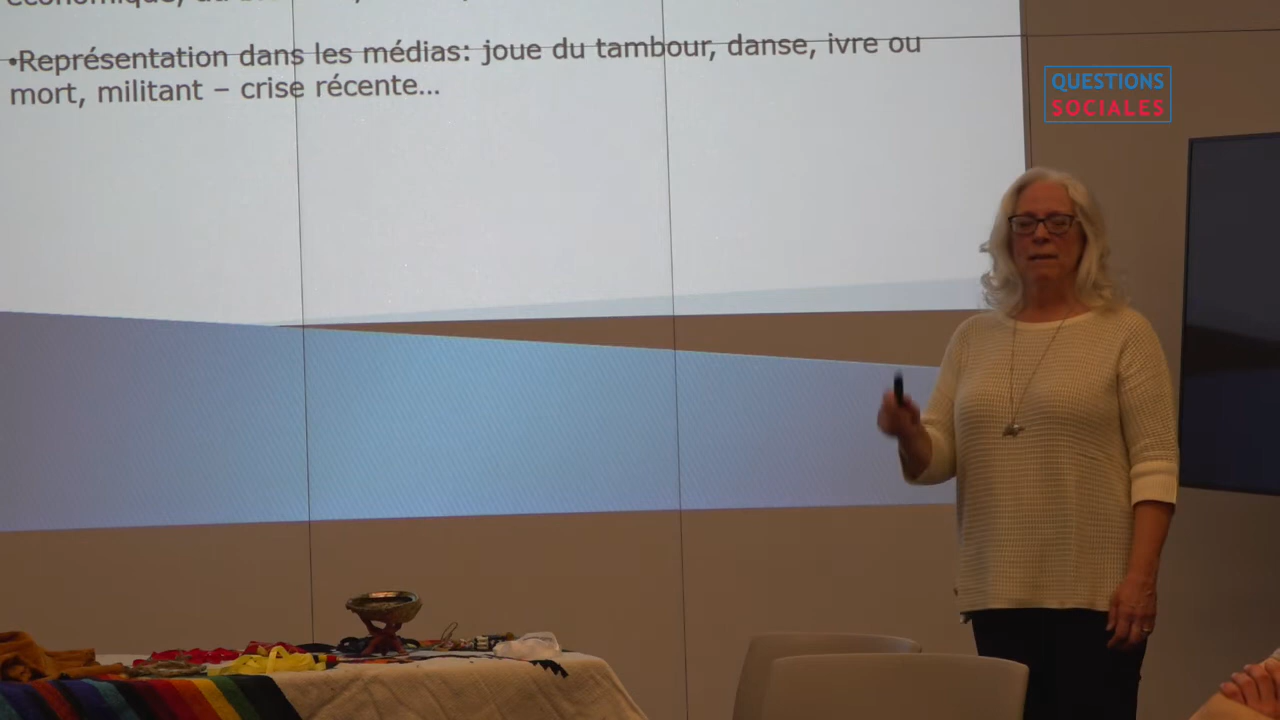 •Représentation dans les médias: joue du tambour, danse, ivre ou
mort, militant – crise récente...
QUESTIONS
SOCIALES